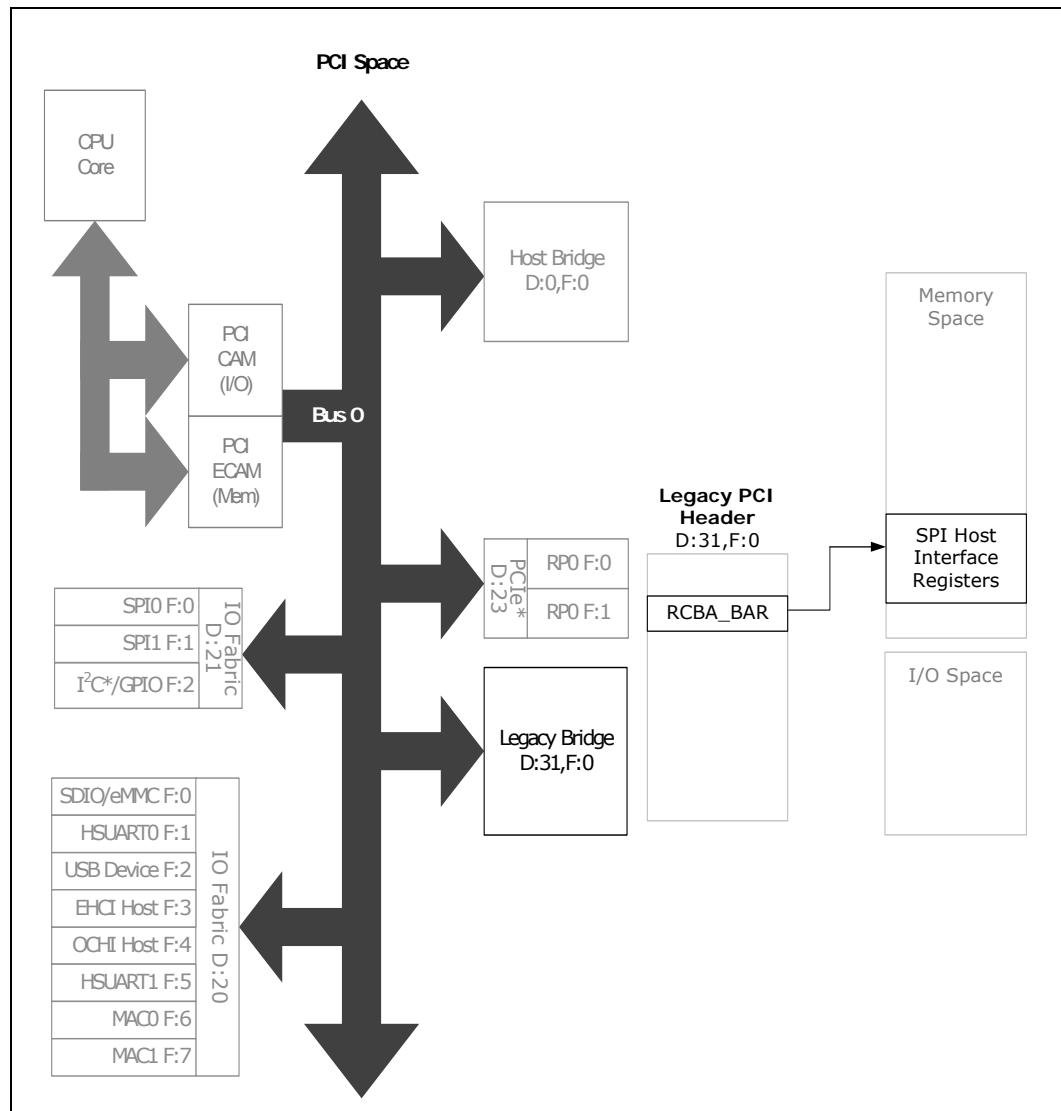 PCI Space
CPU
Core
Host Bridge
D:0,F:0
Memory
Space
PCI
CAM
(I/O)
Bus 0
PCI
ECAM
(Mem)
Legacy PCI
Header
D:31,F:0
SPI Host
Interface
Registers
PCIe*
D:23
RP0 F:0
RP0 F:1
RCBA_BAR
SPI0 F:0
SPI1 F:1
I²C*/GPIO F:2
IO Fabric
D:21
I/O Space
Legacy Bridge
D:31,F:0
SDIO/eMMC F:0
HSUART0 F:1
USB Device F:2
EHCI Host F:3
OCHI Host F:4
HSUART1 F:5
MAC0 F:6
MAC1 F:7
IO Fabric D:20